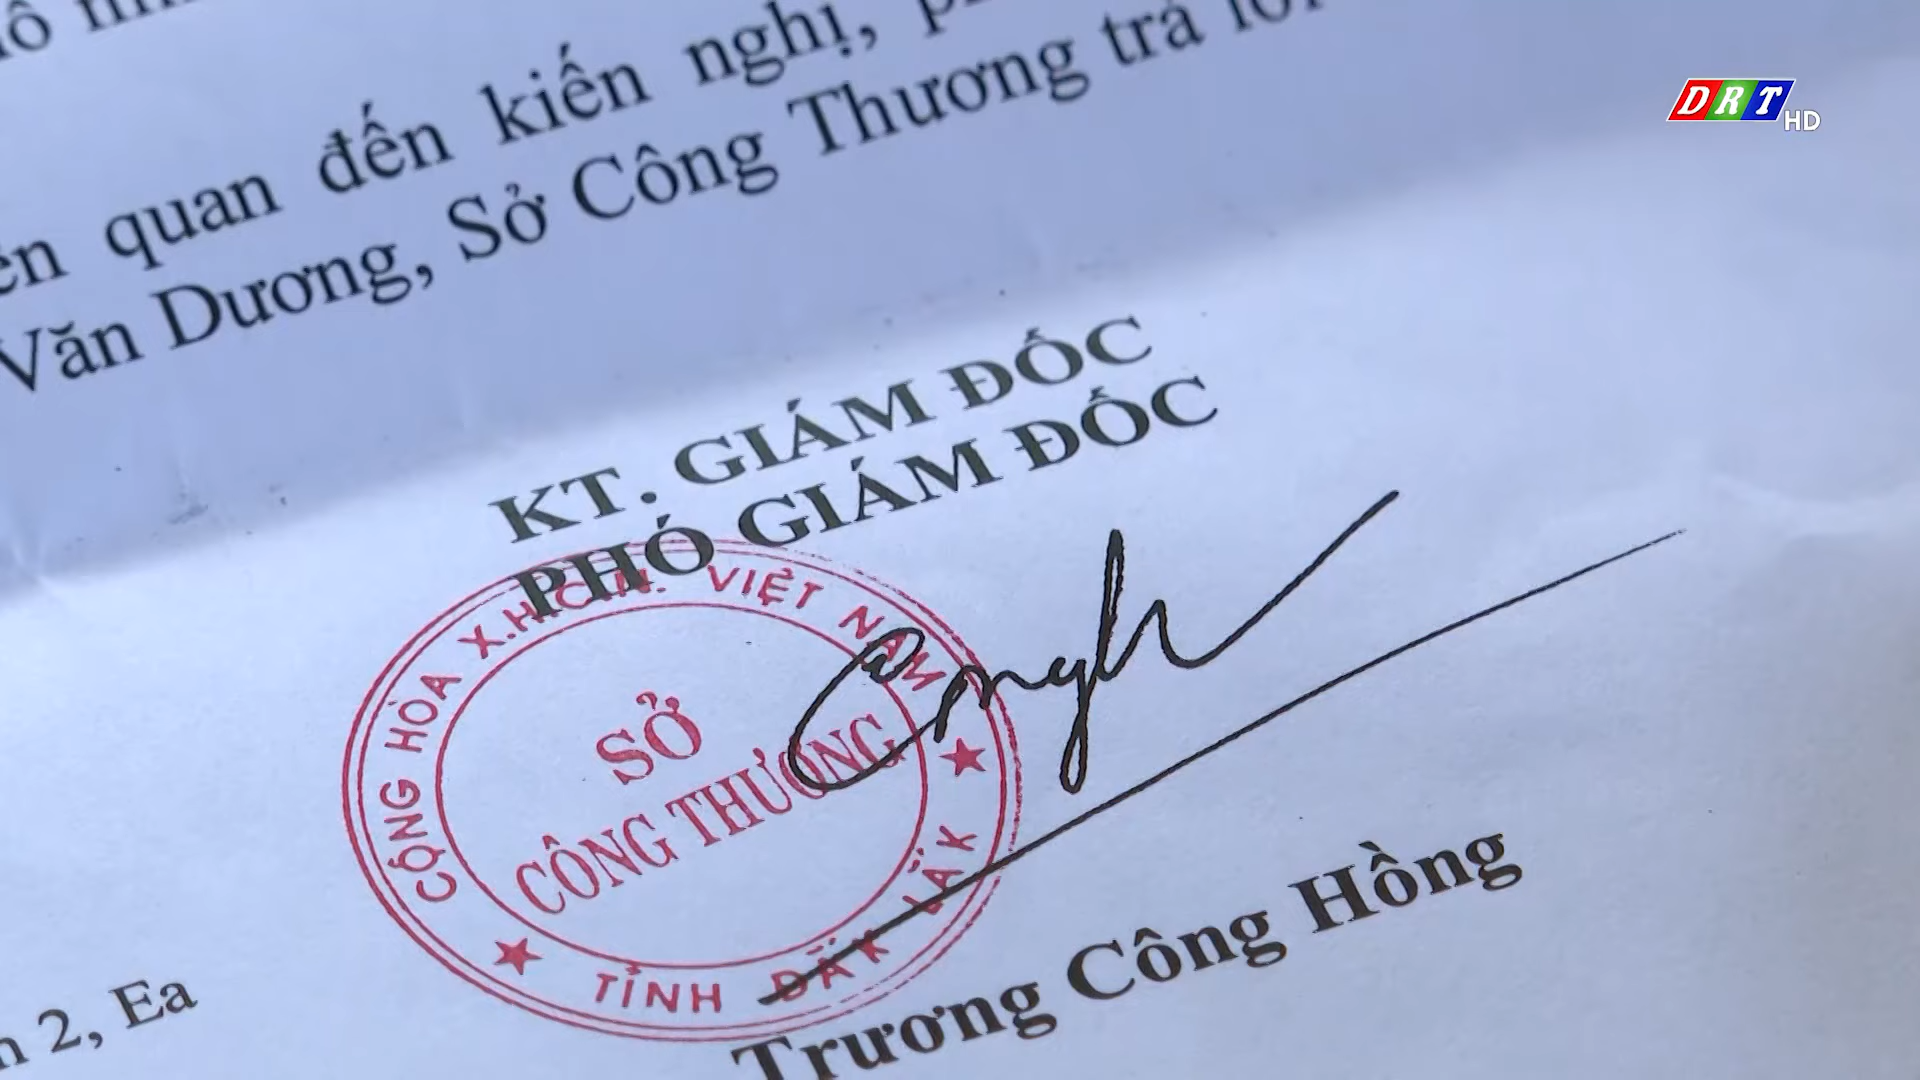 quan đến kiến nghị,
Văn Dương, Sở Công Thương trả lời
KT. GIÁM ĐỐC
PHÓ GIÁM ĐỐC
CỘNG HÒA X.H.C.N. VIỆT NAM
SỞ
CÔNG THƯƠNG
TỈNH ĐẮK LẮK
Trương Công Hồng
2, Ea
DRT HD